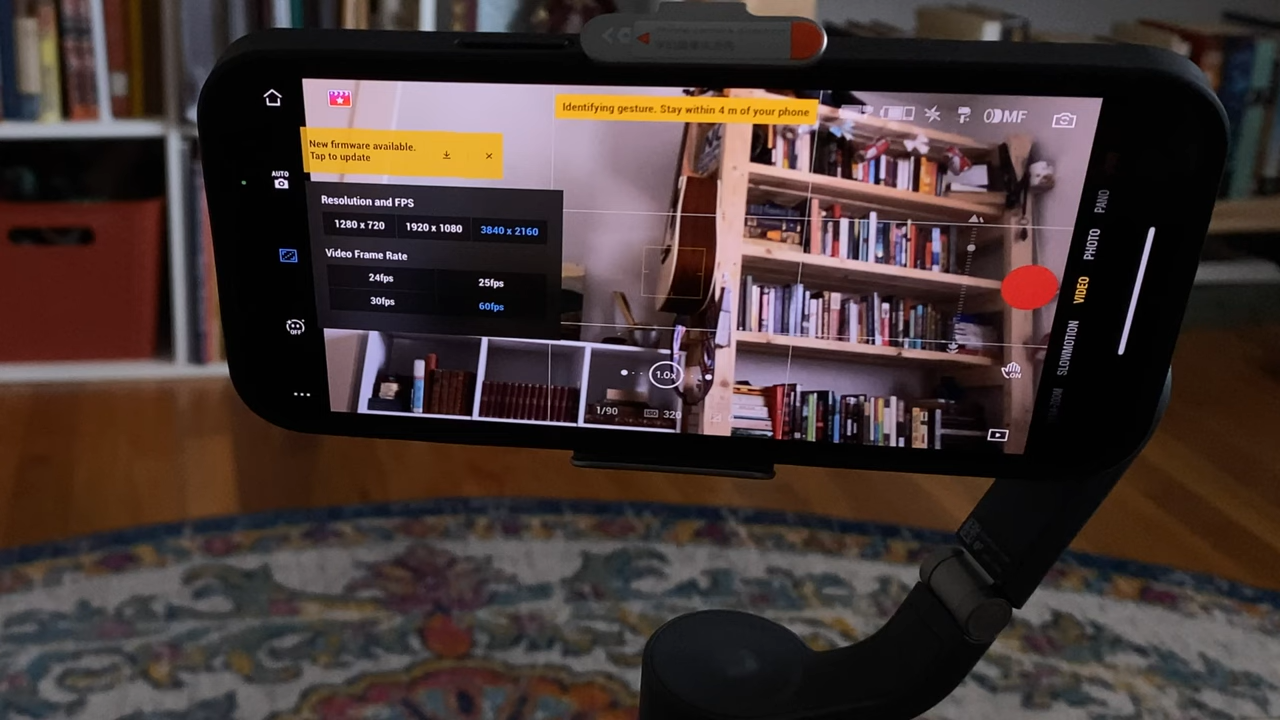 Identifying gesture. Stay within 4 m of your phone
MF
New firmware available.
Tap to update
AUTO
Resolution and FPS
1280 x 720
1920 x 1080
3840 x 2160
Video Frame Rate
24fps
25fps
30fps
60fps
OFF
1.0x
1/90
ISO 320
ON
PANO
PHOTO
VIDEO
SLOWMOTION